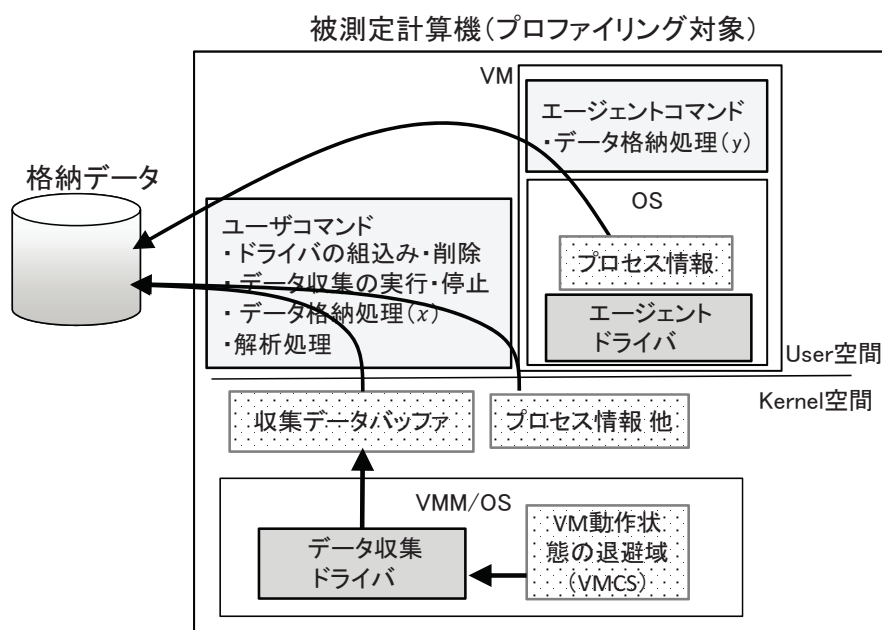 被測定計算機(プロファイリング対象)
VM
エージェントコマンド
・データ格納処理(y)
OS
プロセス情報
エージェント
ドライバ
User空間
格納データ
ユーザコマンド
・ドライバの組込み・削除
・データ収集の実行・停止
・データ格納処理(x)
・解析処理
Kernel空間
収集データバッファ
プロセス情報 他
VMM/OS
データ収集
ドライバ
VM動作状
態の退避域
(VMCS)